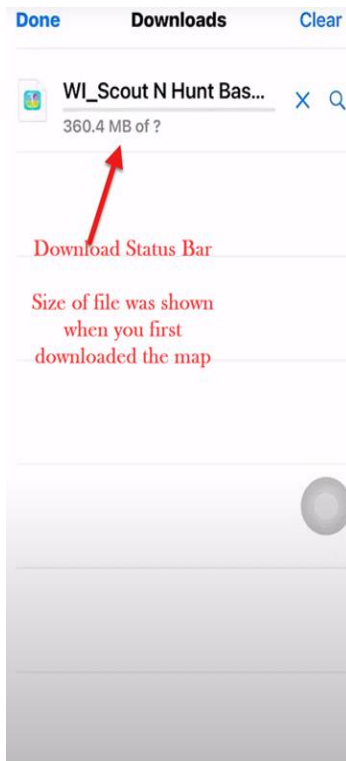 Done Downloads Clear
WI_Scout N Hunt Bas...
360.4 MB of ?
Download Status Bar
Size of file was shown
when you first
downloaded the map